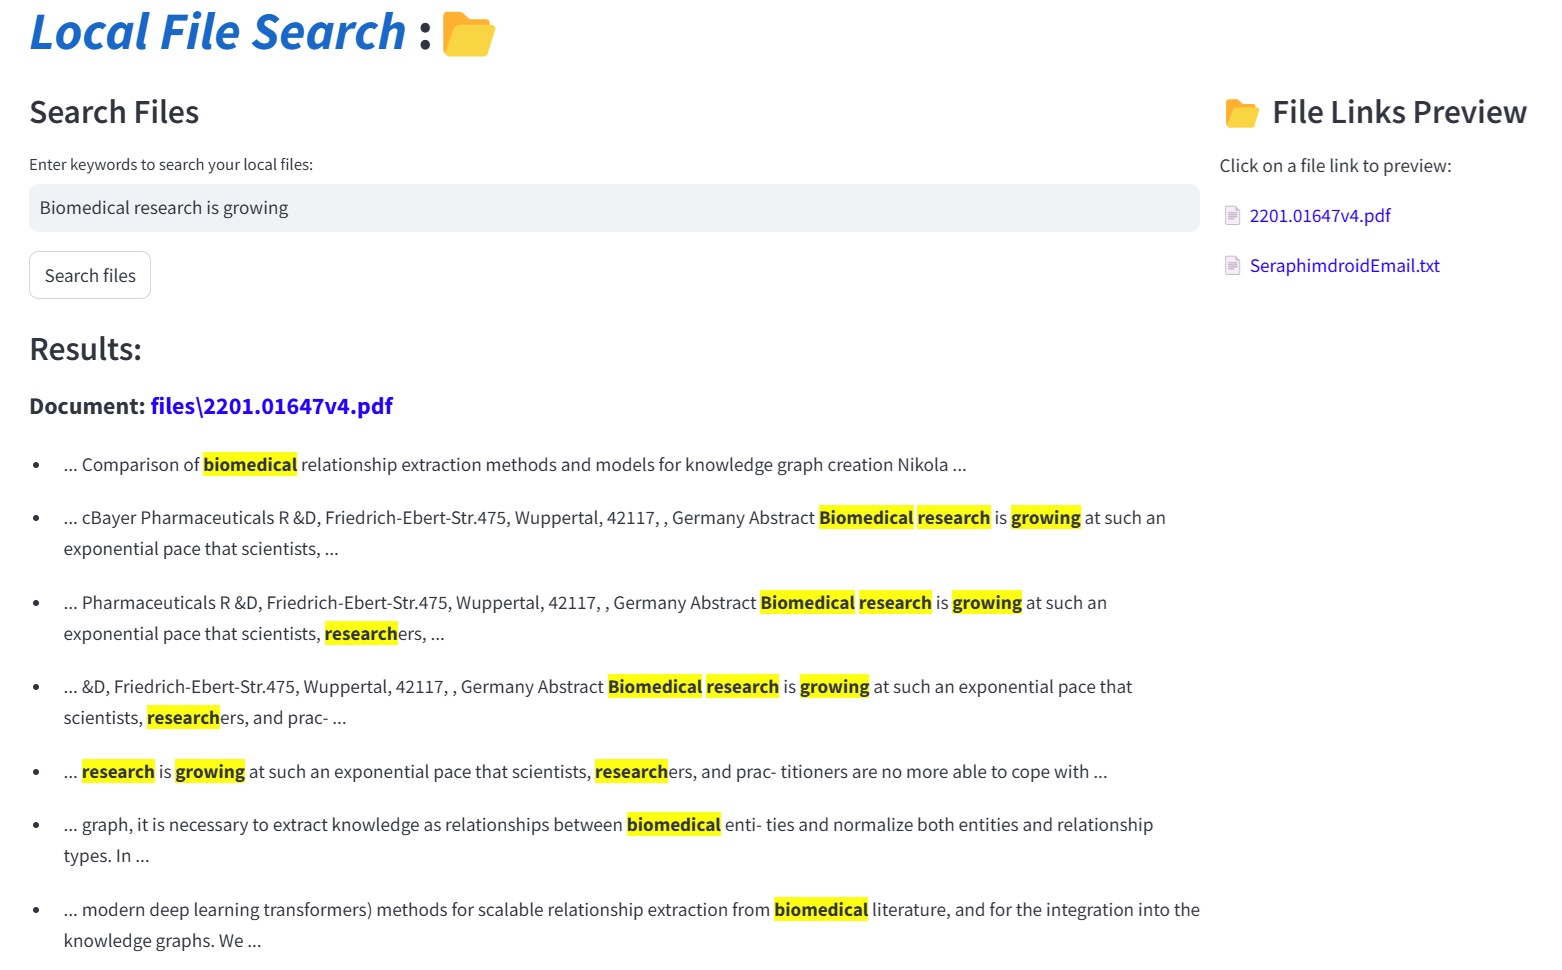 Local File Search :
Search Files
Enter keywords to search your local files:
Biomedical research is growing
Search files
Results:
Document: files\2201.01647v4.pdf
... Comparison of biomedical relationship extraction methods and models for knowledge graph creation Nikola ...
... cBayer Pharmaceuticals R &D, Friedrich-Ebert-Str.475, Wuppertal, 42117, , Germany Abstract Biomedical research is growing at such an
exponential pace that scientists, ...
... Pharmaceuticals R &D, Friedrich-Ebert-Str.475, Wuppertal, 42117, , Germany Abstract Biomedical research is growing at such an
exponential pace that scientists, researchers, ...
... &D, Friedrich-Ebert-Str.475, Wuppertal, 42117, , Germany Abstract Biomedical research is growing at such an exponential pace that
scientists, researchers, and prac- ...
... research is growing at such an exponential pace that scientists, researchers, and prac- titioners are no more able to cope with ...
... graph, it is necessary to extract knowledge as relationships between biomedical enti- ties and normalize both entities and relationship
types. In ...
... modern deep learning transformers) methods for scalable relationship extraction from biomedical literature, and for the integration into the
knowledge graphs. We ...
File Links Preview
Click on a file link to preview:
2201.01647v4.pdf
SeraphimdroidEmail.txt